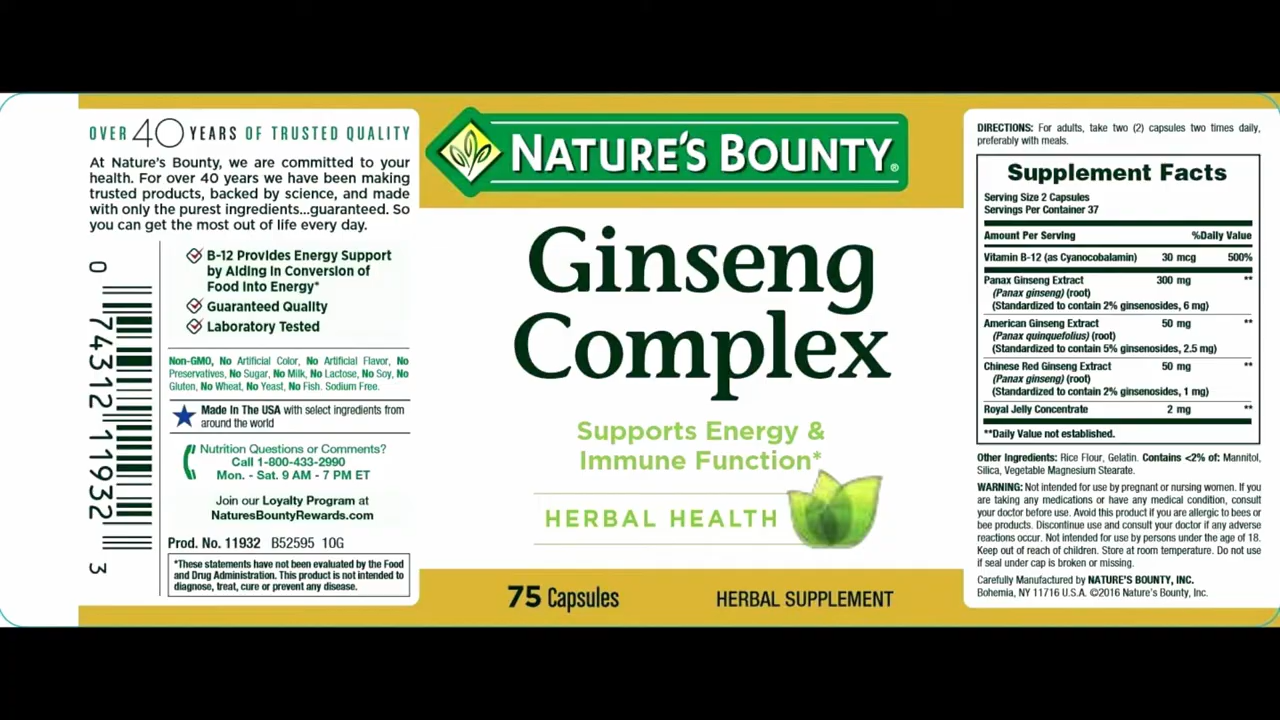 OVER 40 YEARS OF TRUSTED QUALITY
At Nature's Bounty, we are committed to your
health. For over 40 years we have been making
trusted products, backed by science, and made
with only the purest ingredients...guaranteed. So
you can get the most out of life every day.
B-12 Provides Energy Support
by Aiding In Conversion of
Food Into Energy*
Guaranteed Quality
Laboratory Tested
Non-GMO, No Artificial Color, No Artificial Flavor, No
Preservatives, No Sugar, No Milk, No Lactose, No Soy, No
Gluten, No Wheat, No Yeast, No Fish. Sodium Free.
Made In The USA with select ingredients from
around the world
Nutrition Questions or Comments?
Call 1-800-433-2990
Mon. - Sat. 9 AM - 7 PM ET
Join our Loyalty Program at
NaturesBountyRewards.com
Prod. No. 11932 B52595 10G
*These statements have not been evaluated by the Food
and Drug Administration. This product is not intended to
diagnose, treat, cure or prevent any disease.
0 74312 11932 3
NATURE'S BOUNTY®
Ginseng
Complex
Supports Energy &
Immune Function*
HERBAL HEALTH
75 Capsules
HERBAL SUPPLEMENT
DIRECTIONS: For adults, take two (2) capsules two times daily,
preferably with meals.
Supplement Facts
Serving Size 2 Capsules
Servings Per Container 37
Amount Per Serving %Daily Value
Vitamin B-12 (as Cyanocobalamin) 30 mcg 500%
Panax Ginseng Extract 300 mg **
(Panax ginseng) (root)
(Standardized to contain 2% ginsenosides, 6 mg)
American Ginseng Extract 50 mg **
(Panax quinquefolius) (root)
(Standardized to contain 5% ginsenosides, 2.5 mg)
Chinese Red Ginseng Extract 50 mg **
(Panax ginseng) (root)
(Standardized to contain 2% ginsenosides, 1 mg)
Royal Jelly Concentrate 2 mg **
**Daily Value not established.
Other Ingredients: Rice Flour, Gelatin. Contains <2% of: Mannitol,
Silica, Vegetable Magnesium Stearate.
WARNING: Not intended for use by pregnant or nursing women. If you
are taking any medications or have any medical condition, consult
your doctor before use. Avoid this product if you are allergic to bees or
bee products. Discontinue use and consult your doctor if any adverse
reactions occur. Not intended for use by persons under the age of 18.
Keep out of reach of children. Store at room temperature. Do not use
if seal under cap is broken or missing.
Carefully Manufactured by NATURE'S BOUNTY, INC.
Bohemia, NY 11716 U.S.A. ©2016 Nature's Bounty, Inc.